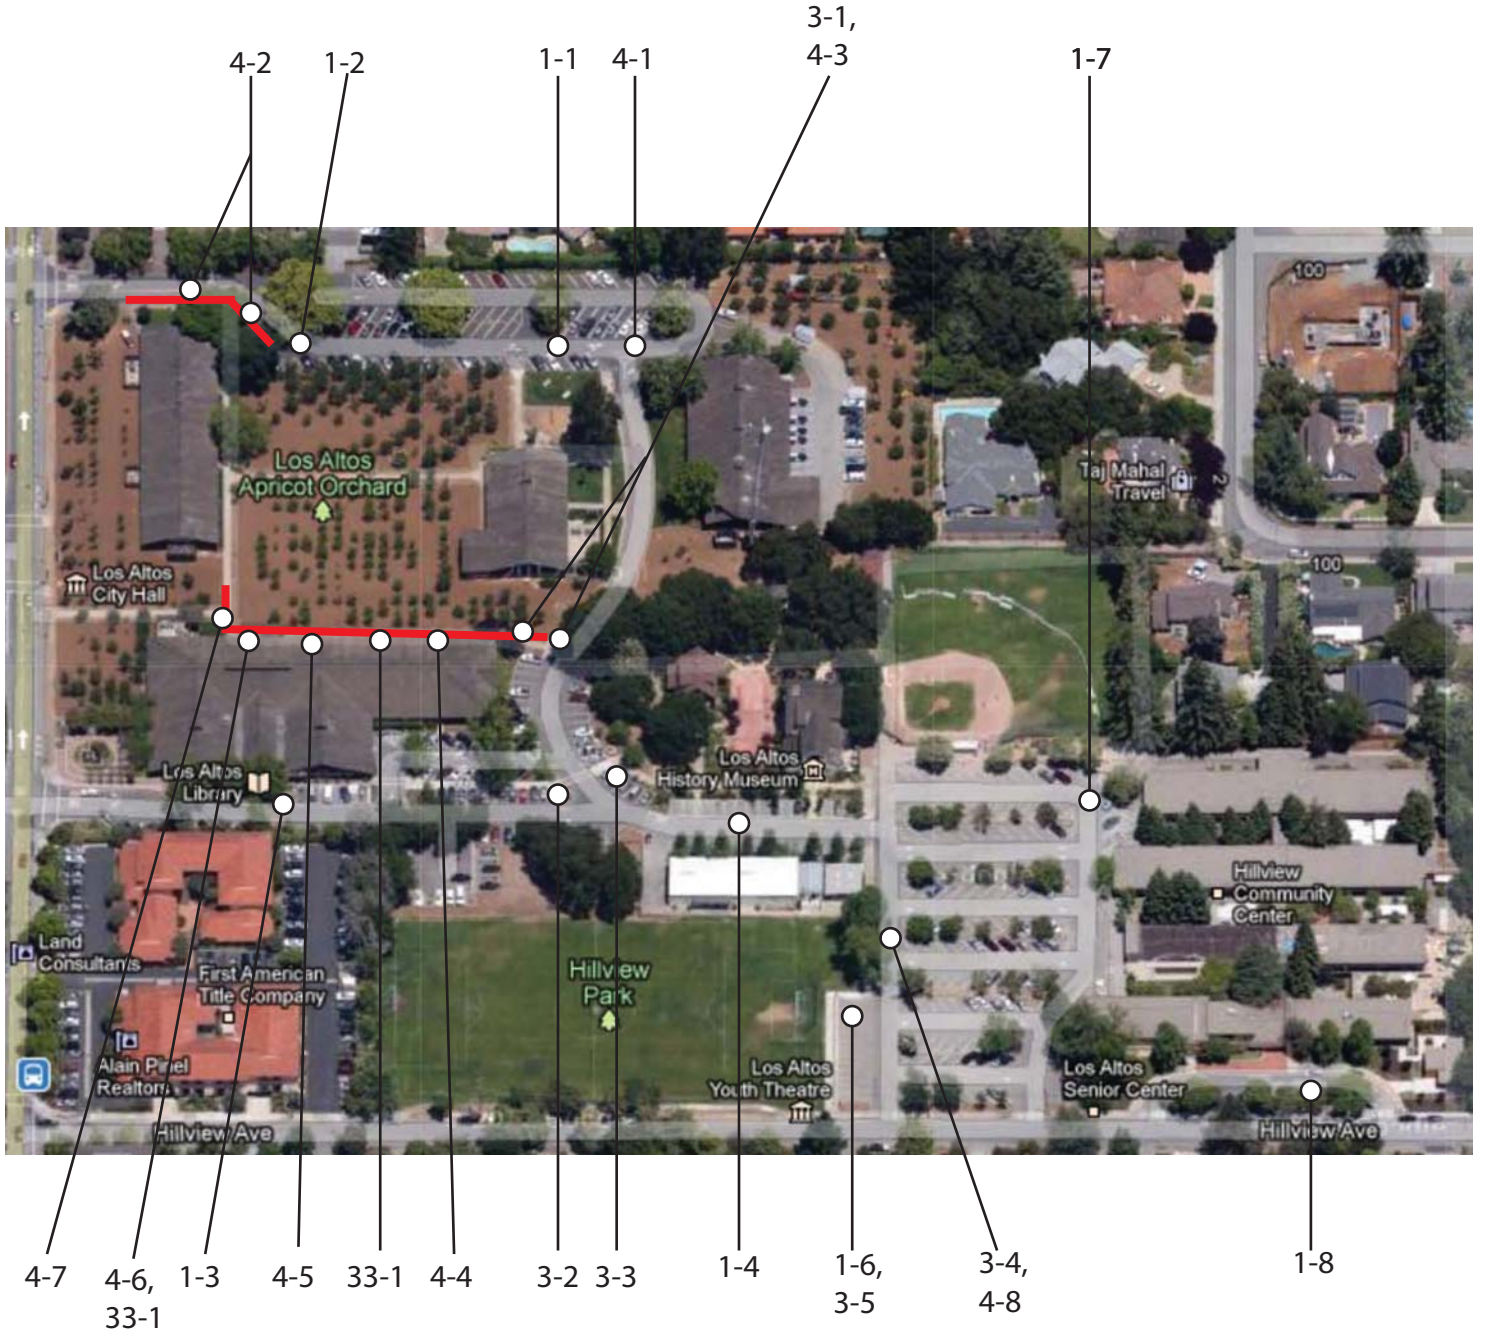 3-1,
4-3
4-2
1-2
1-1
4-1
1-7
100
Los Altos
Apricot Orchard
Taj Mahal
Travel
2
Los Altos
City Hall
100
Los Altos
Library
Los Altos
History Museum
Hillview
Community
Center
Land
Consultants
First American
Title Company
Hillview
Park
Alain Pinel
Realtors
Los Altos
Youth Theatre
Los Altos
Senior Center
Hillview Ave
Hillview Ave
4-7
4-6,
33-1
1-3
4-5
33-1
4-4
3-2
3-3
1-4
1-6,
3-5
3-4,
4-8
1-8